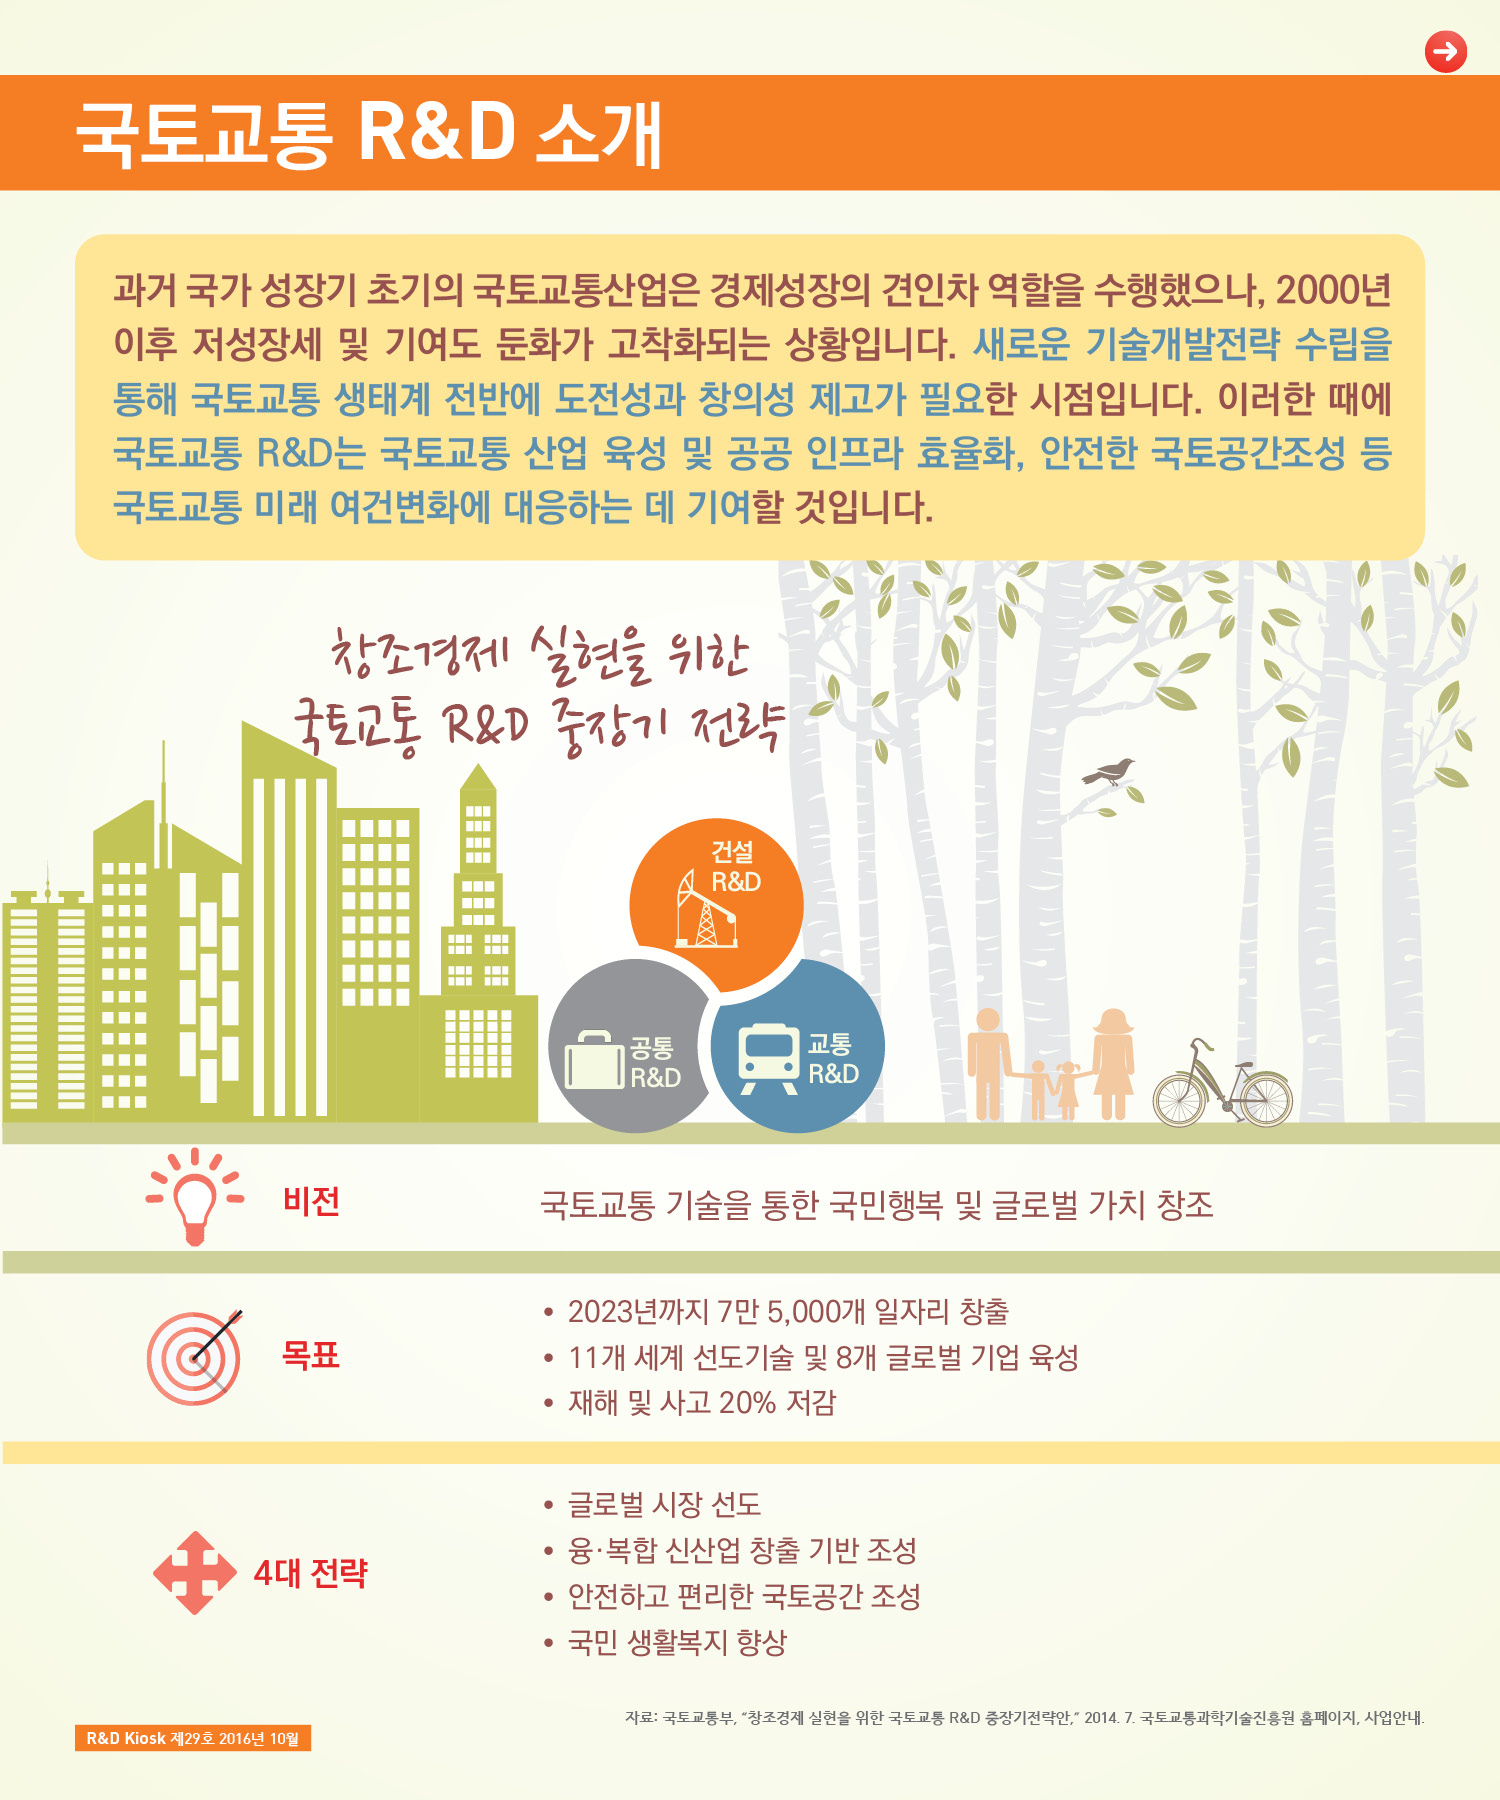 국토교통 R&D 소개
과거 국가 성장기 초기의 국토교통산업은 경제성장의 견인차 역할을 수행했으나, 2000년
이후 저성장세 및 기여도 둔화가 고착화되는 상황입니다. 새로운 기술개발전략 수립을
통해 국토교통 생태계 전반에 도전성과 창의성 제고가 필요한 시점입니다. 이러한 때에
국토교통 R&D는 국토교통 산업 육성 및 공공 인프라 효율화, 안전한 국토공간조성 등
국토교통 미래 여건변화에 대응하는 데 기여할 것입니다.
창조경제 실현을 위한
국토교통 R&D 중장기 전략
건설
R&D
공통
R&D
교통
R&D
비전
국토교통 기술을 통한 국민행복 및 글로벌 가치 창조
목표
• 2023년까지 7만 5,000개 일자리 창출
• 11개 세계 선도기술 및 8개 글로벌 기업 육성
• 재해 및 사고 20% 저감
4대 전략
• 글로벌 시장 선도
• 융·복합 신산업 창출 기반 조성
• 안전하고 편리한 국토공간 조성
• 국민 생활복지 향상
자료: 국토교통부, “창조경제 실현을 위한 국토교통 R&D 중장기전략안,” 2014. 7. 국토교통과학기술진흥원 홈페이지, 사업안내.
R&D Kiosk 제29호 2016년 10월